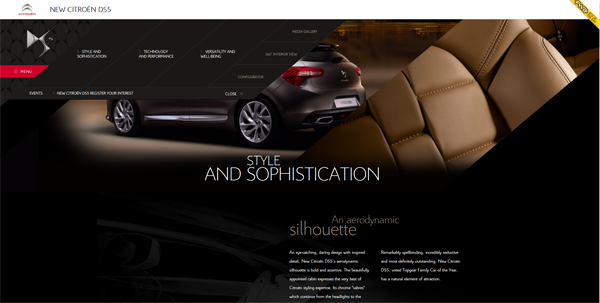 CITROËN
NEW CITROËN DS5
CSSDSGN
MEDIA GALLERY
STYLE AND
SOPHISTICATION
TECHNOLOGY
AND PERFORMANCE
VERSATILITY AND
WELL-BEING
360° INTERIOR VIEW
MENU
CONFIGURATOR
EVENTS
NEW CITROËN DS5 REGISTER YOUR INTEREST
CLOSE
STYLE
AND SOPHISTICATION
An aerodynamic
silhouette
An eye-catching, daring design with inspired
detail, New Citroën DS5's aerodynamic
silhouette is bold and assertive. The beautifully
appointed cabin expresses the very best of
Citroën styling expertise. Its chrome "sabres"
which continue from the headlights to the
Remarkably spellbinding, incredibly seductive
and most definitely outstanding, New Citroën
DS5, voted Topgear Family Car of the Year,
has a natural element of attraction.